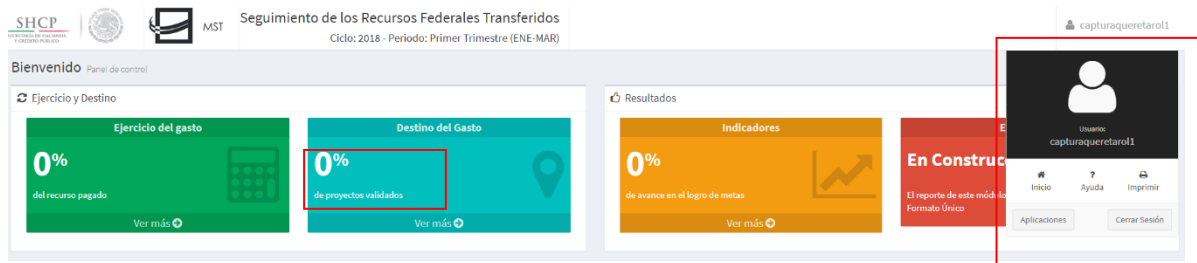 SHCP
SECRETARÍA DE HACIENDA
Y CRÉDITO PÚBLICO
MST
Seguimiento de los Recursos Federales Transferidos
Ciclo: 2018 - Periodo: Primer Trimestre (ENE-MAR)
capturaqueretarol1
Bienvenido Panel de control
Ejercicio y Destino
Ejercicio del gasto
0%
del recurso pagado
Ver más
Destino del Gasto
0%
de proyectos validados
Ver más
Resultados
Indicadores
0%
de avance en el logro de metas
Ver más
E
En Construc
El reporte de este módulo
Formato Único
Usuario:
capturaqueretarol1
Inicio
Ayuda
Imprimir
Aplicaciones
Cerrar Sesión